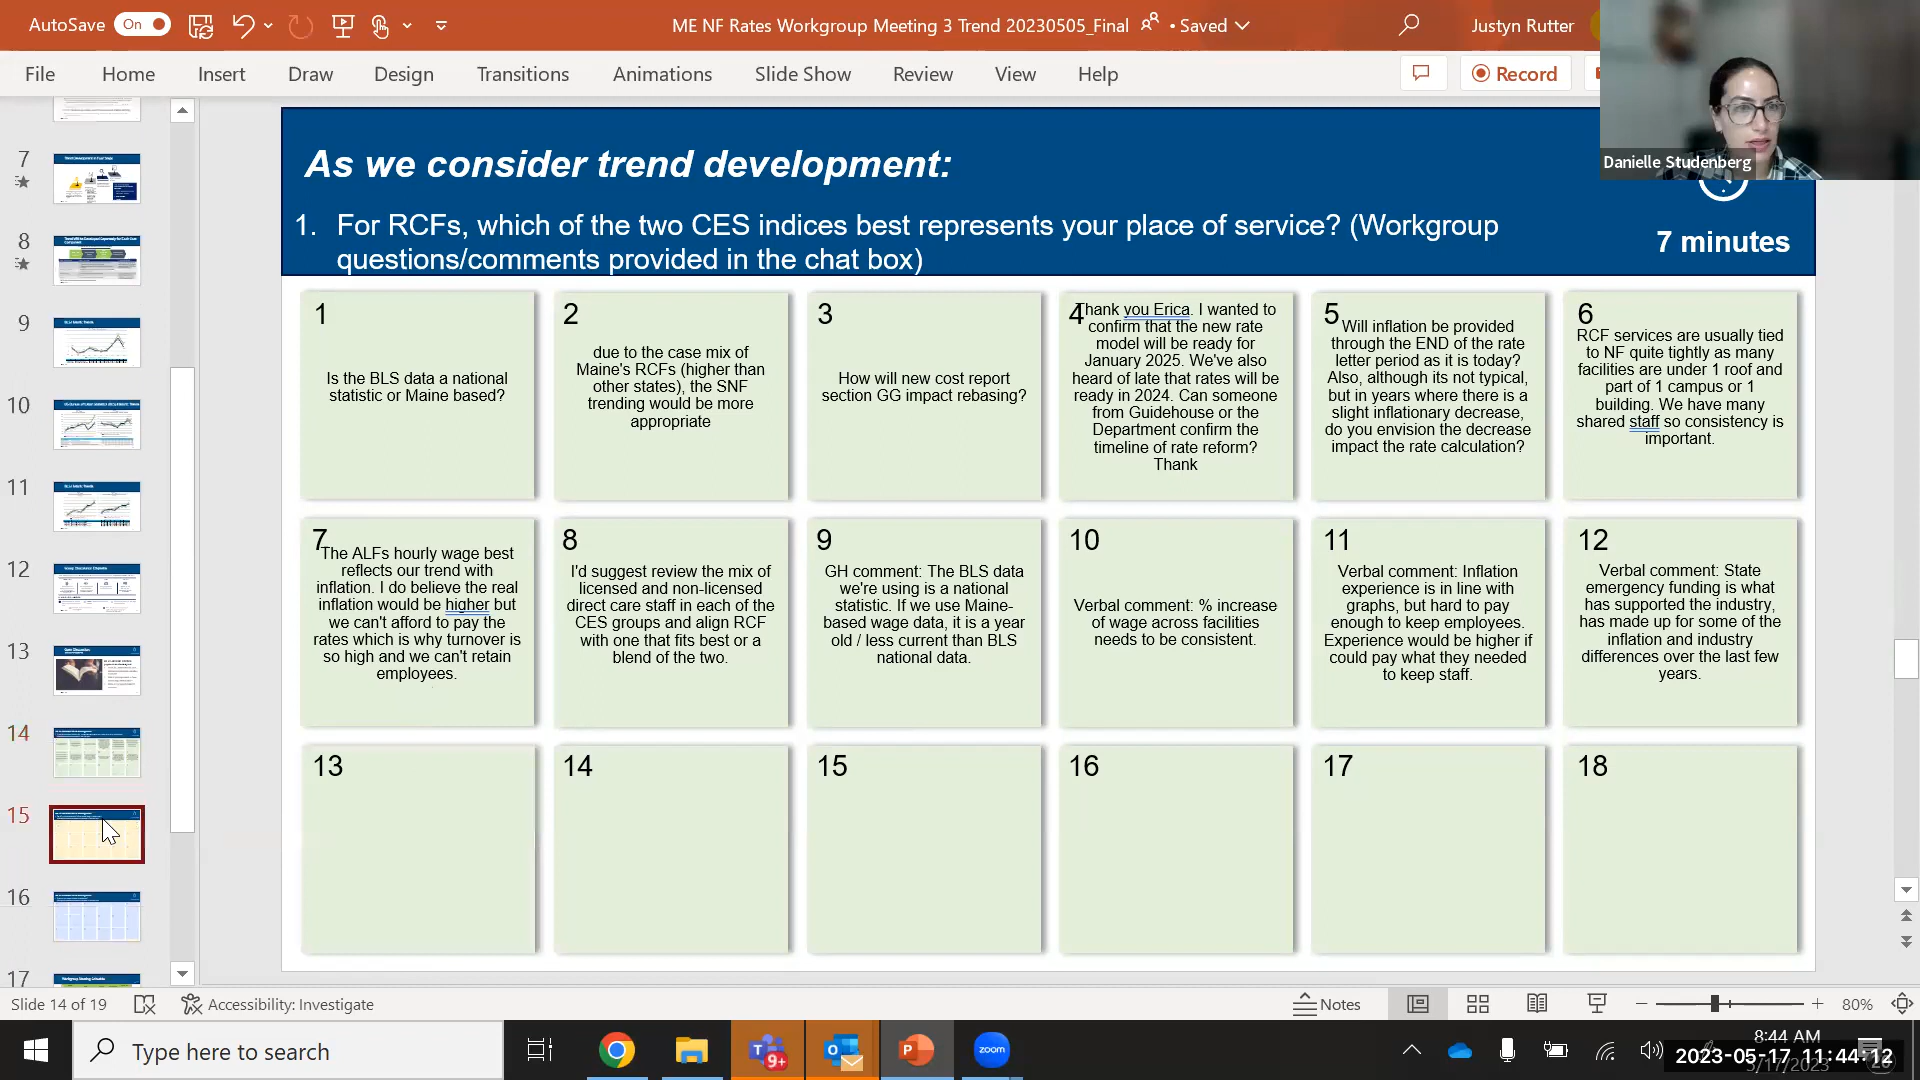 AutoSave On
ME NF Rates Workgroup Meeting 3 Trend 20230505_Final • Saved
Justyn Rutter
File Home Insert Draw Design Transitions Animations Slide Show Review View Help
Record
Danielle Studenberg
As we consider trend development:
1. For RCFs, which of the two CES indices best represents your place of service? (Workgroup
questions/comments provided in the chat box)
7 minutes
1
Is the BLS data a national
statistic or Maine based?
2
due to the case mix of
Maine's RCFs (higher than
other states), the SNF
trending would be more
appropriate
3
How will new cost report
section GG impact rebasing?
4
Thank you Erica. I wanted to
confirm that the new rate
model will be ready for
January 2025. We've also
heard of late that rates will be
ready in 2024. Can someone
from Guidehouse or the
Department confirm the
timeline of rate reform?
Thank
5
Will inflation be provided
through the END of the rate
letter period as it is today?
Also, although its not typical,
but in years where there is a
slight inflationary decrease,
do you envision the decrease
impact the rate calculation?
6
RCF services are usually tied
to NF quite tightly as many
facilities are under 1 roof and
part of 1 campus or 1
building. We have many
shared staff so consistency is
important.
7
The ALFs hourly wage best
reflects our trend with
inflation. I do believe the real
inflation would be higher but
we can't afford to pay the
rates which is why turnover is
so high and we can't retain
employees.
8
I'd suggest review the mix of
licensed and non-licensed
direct care staff in each of the
CES groups and align RCF
with one that fits best or a
blend of the two.
9
GH comment: The BLS data
we're using is a national
statistic. If we use Maine-
based wage data, it is a year
old / less current than BLS
national data.
10
Verbal comment: % increase
of wage across facilities
needs to be consistent.
11
Verbal comment: Inflation
experience is in line with
graphs, but hard to pay
enough to keep employees.
Experience would be higher if
could pay what they needed
to keep staff.
12
Verbal comment: State
emergency funding is what
has supported the industry,
has made up for some of the
inflation and industry
differences over the last few
years.
13
14
15
16
17
18
7
8
9
10
11
12
13
14
15
16
17
Slide 14 of 19
Accessibility: Investigate
Notes
80%
Type here to search
9+
zoom
8:44 AM
2023-05-17 11:44:12